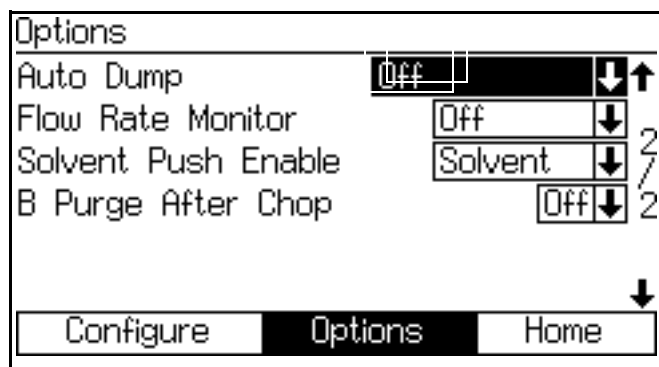 Options
Auto Dump Off
Flow Rate Monitor Off
Solvent Push Enable Solvent
B Purge After Chop Off
2/2
Configure Options Home